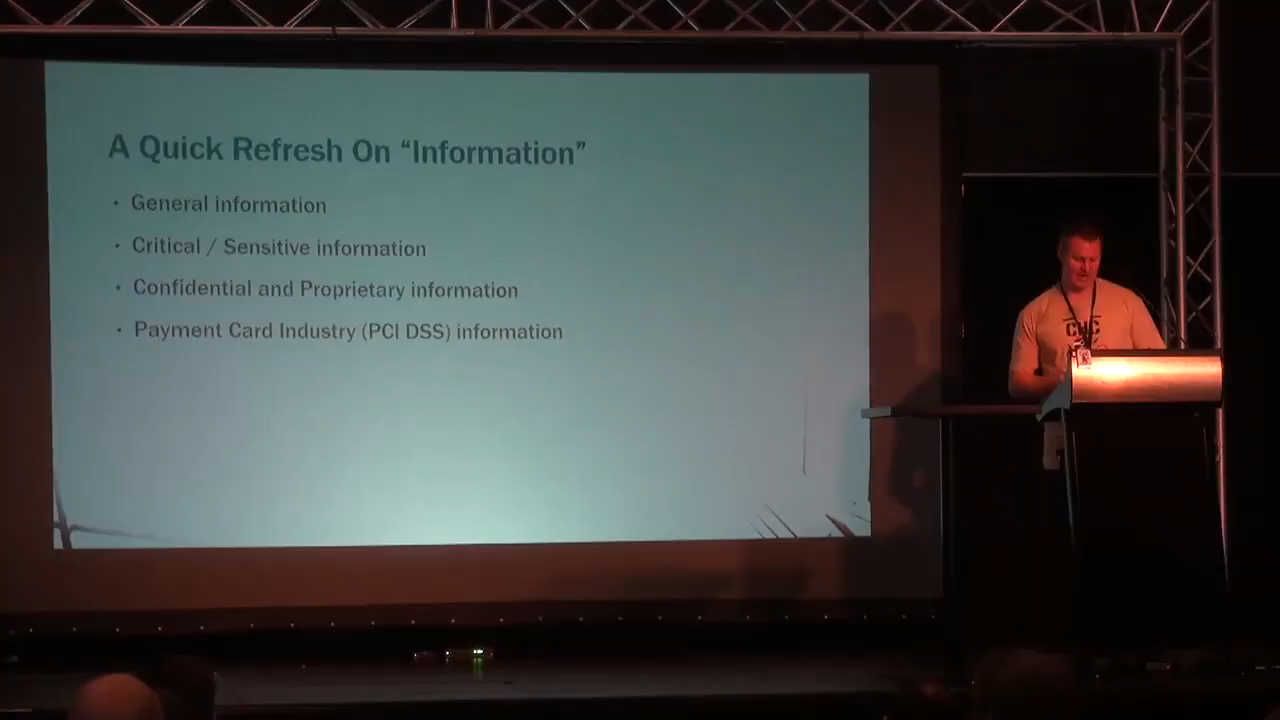 A Quick Refresh On “Information”
• General information
• Critical / Sensitive information
• Confidential and Proprietary information
• Payment Card Industry (PCI DSS) information
CHC